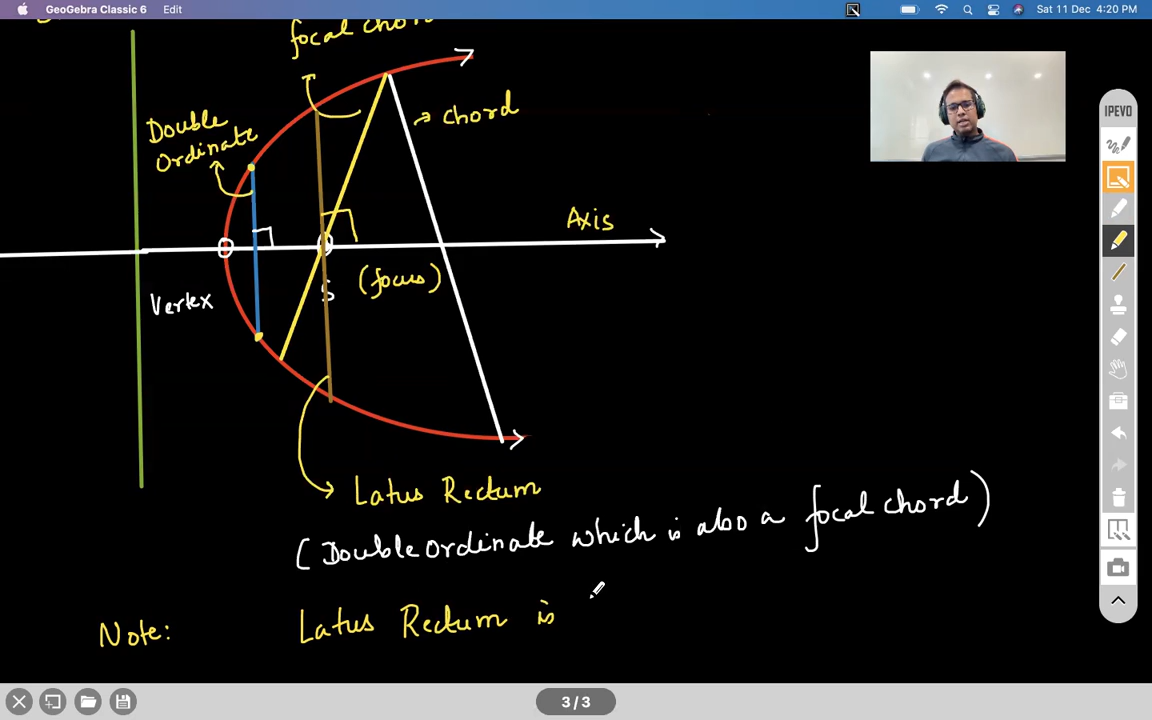 GeoGebra Classic 6 Edit
Sat 11 Dec 4:20 PM
focal chor
Double
Ordinate
chord
IPEVO
Axis
S
(focus)
Vertex
Latus Rectum
(Double ordinate which is also a focal chord)
Note: Latus Rectum is
3/3